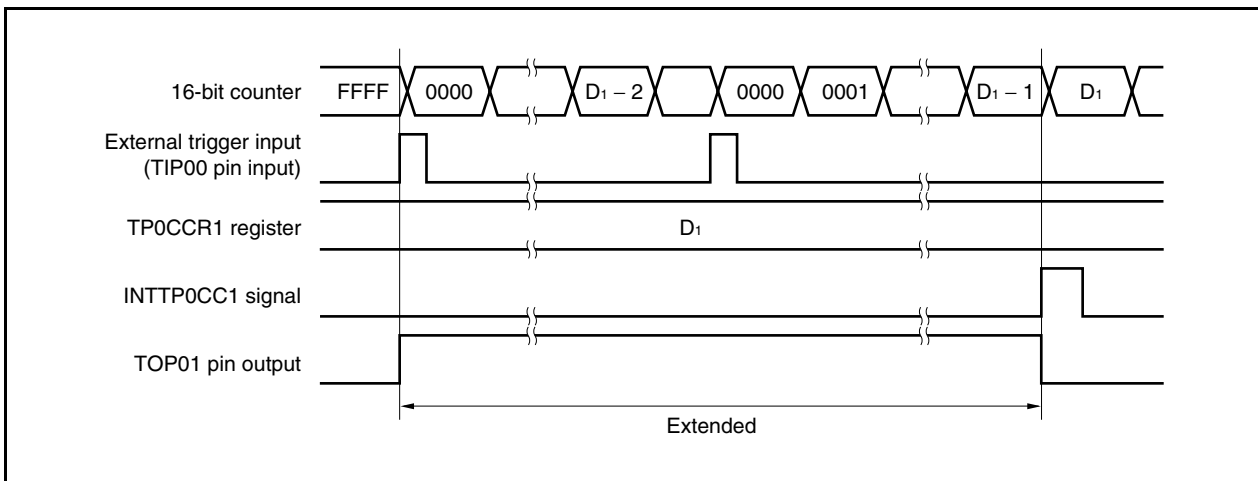 16-bit counter FFFF 0000 D₁ − 2 0000 0001 D₁ − 1 D₁
External trigger input
(TIP00 pin input)
TP0CCR1 register D₁
INTTP0CC1 signal
TOP01 pin output
Extended